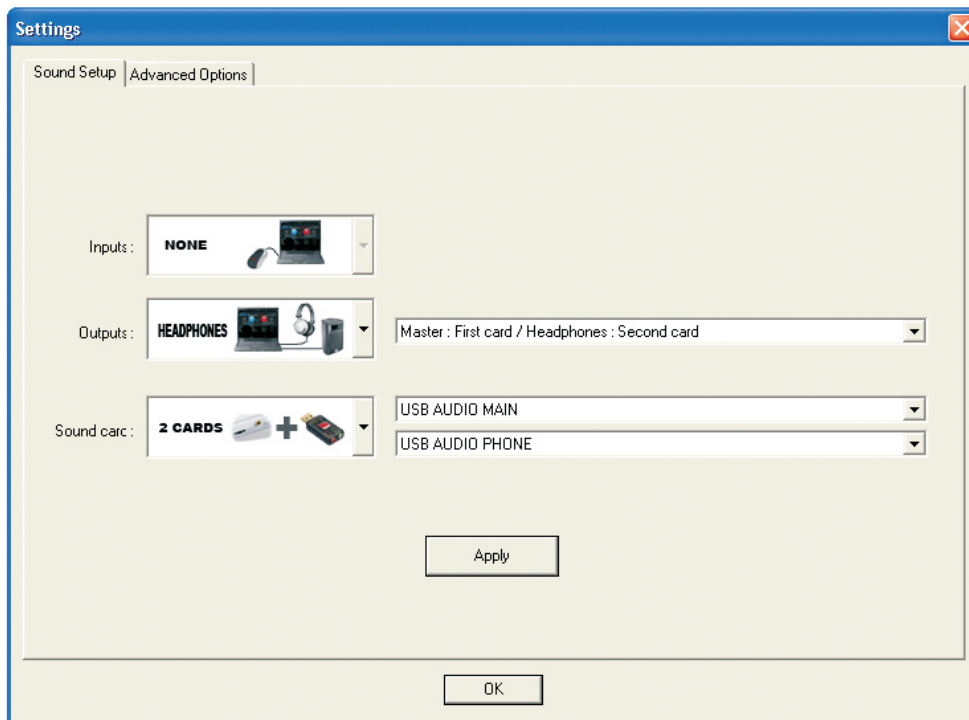 Settings
Sound Setup
Advanced Options
Inputs :
NONE
Outputs :
HEADPHONES
Master : First card / Headphones : Second card
Sound carc :
2 CARDS
USB AUDIO MAIN
USB AUDIO PHONE
Apply
OK